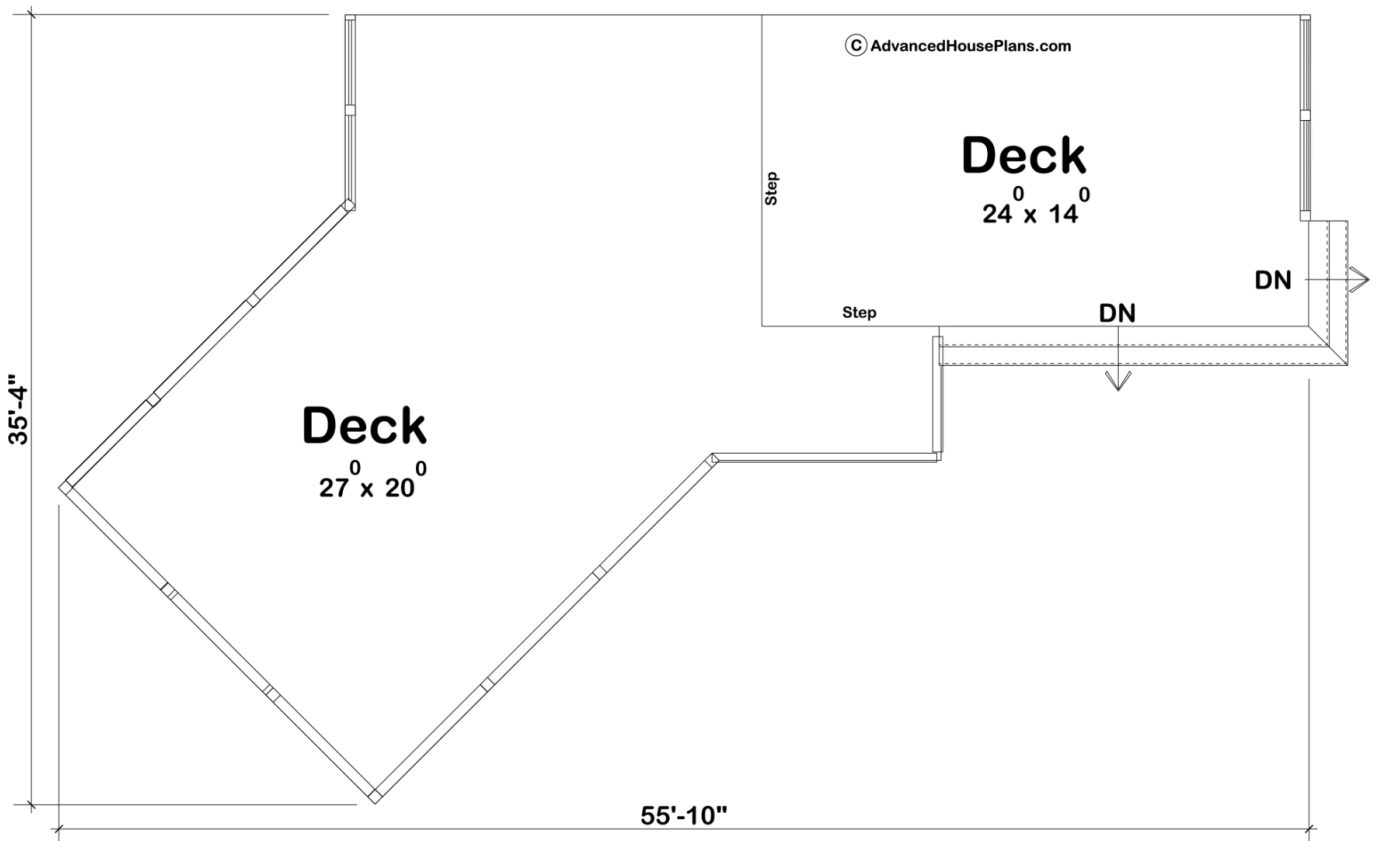 © AdvancedHousePlans.com
Deck
24⁰ x 14⁰
Step
DN
Step
DN
35'-4"
Deck
27⁰ x 20⁰
55'-10"